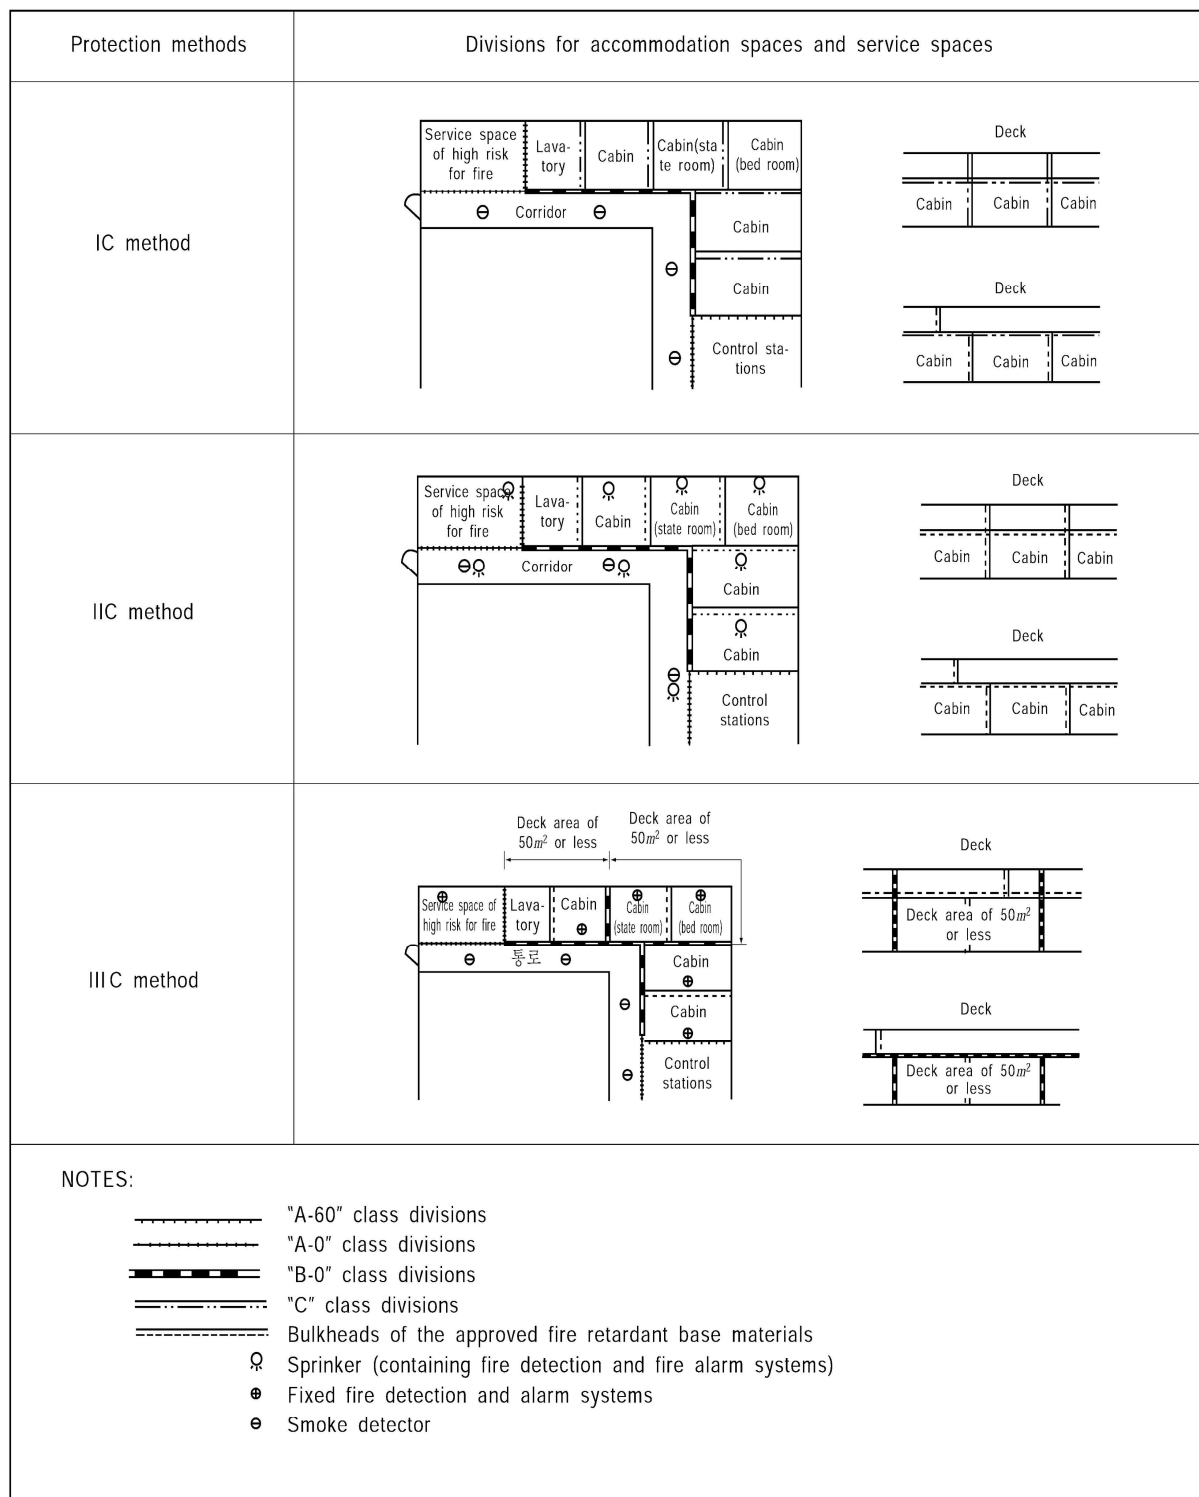 Protection methods
Divisions for accommodation spaces and service spaces
IC method
Service space
of high risk
for fire
Lava-
tory
Cabin
Cabin(sta
te room)
Cabin
(bed room)
Corridor
Cabin
Cabin
Control sta-
tions
Deck
Cabin
Cabin
Cabin
Deck
Cabin
Cabin
Cabin
IIC method
Service space
of high risk
for fire
Lava-
tory
Cabin
Cabin
(state room)
Cabin
(bed room)
Corridor
Cabin
Cabin
Control
stations
Deck
Cabin
Cabin
Cabin
Deck
Cabin
Cabin
Cabin
IIIC method
Deck area of
50m² or less
Deck area of
50m² or less
Service space of
high risk for fire
Lava-
tory
Cabin
Cabin
(state room)
Cabin
(bed room)
통로
Cabin
Cabin
Control
stations
Deck
Deck area of 50m²
or less
Deck
Deck area of 50m²
or less
NOTES:
"A-60" class divisions
"A-0" class divisions
"B-0" class divisions
"C" class divisions
Bulkheads of the approved fire retardant base materials
Sprinker (containing fire detection and fire alarm systems)
Fixed fire detection and alarm systems
Smoke detector